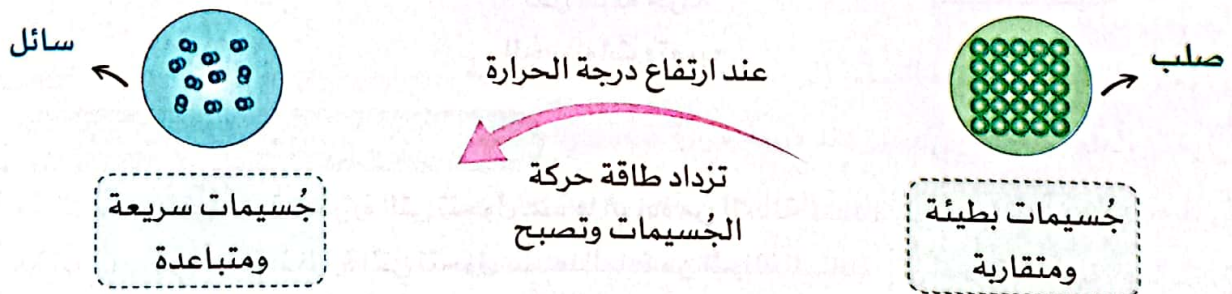 صلب
جُسيمات بطيئة
ومتقاربة
عند ارتفاع درجة الحرارة
تزداد طاقة حركة
الجُسيمات وتصبح
سائل
جُسيمات سريعة
ومتباعدة